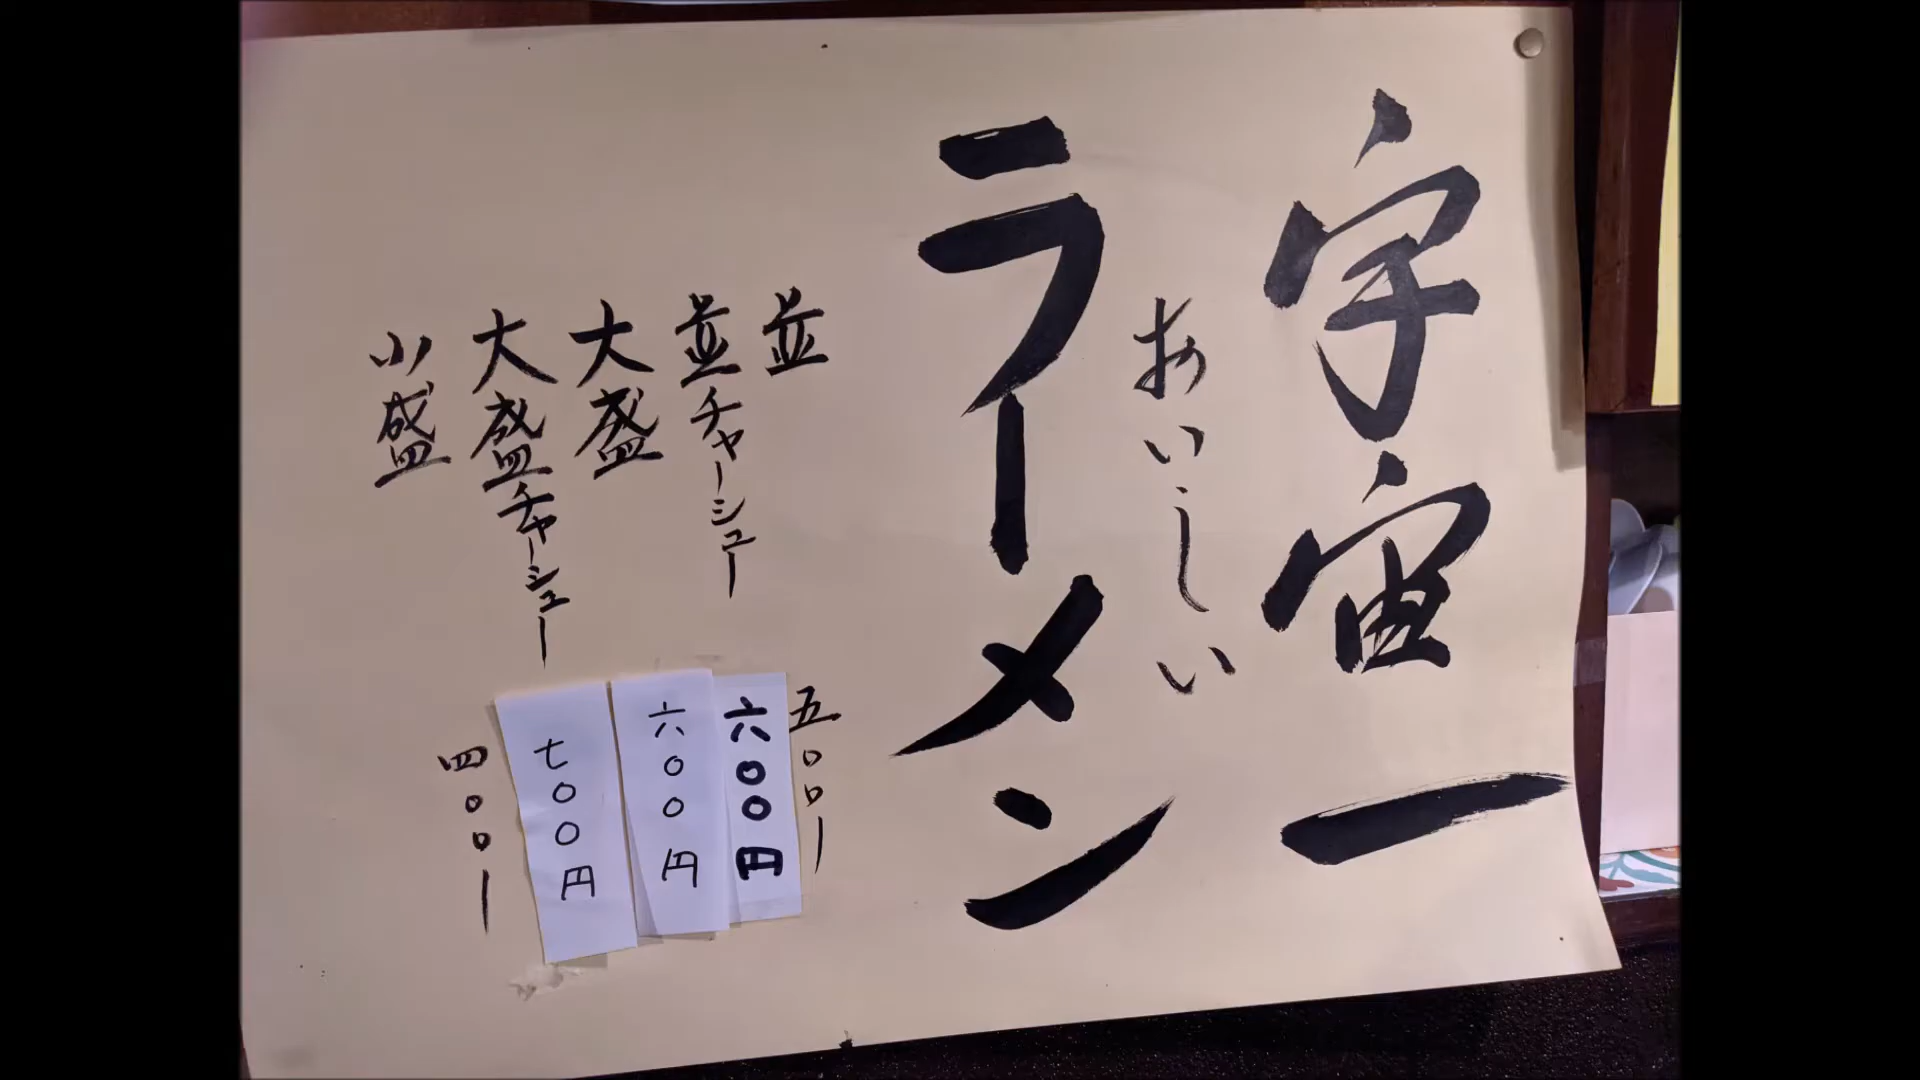 宇宙一
おいしい
ラーメン
並 五〇〇ー
並チャーシュー 六〇〇円
大盛 六〇〇円
大盛チャーシュー 七〇〇円
小盛 四〇〇ー